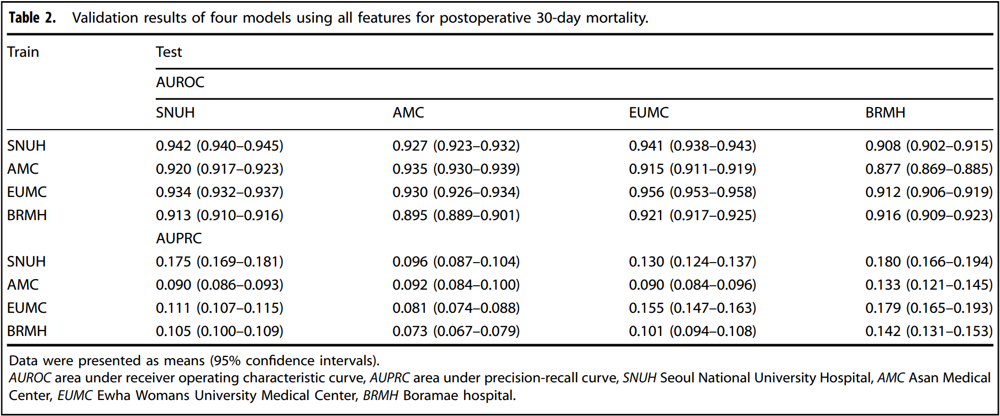 Table 2. Validation results of four models using all features for postoperative 30-day mortality.
Train Test
AUROC
SNUH AMC EUMC BRMH
SNUH 0.942 (0.940–0.945) 0.927 (0.923–0.932) 0.941 (0.938–0.943) 0.908 (0.902–0.915)
AMC 0.920 (0.917–0.923) 0.935 (0.930–0.939) 0.915 (0.911–0.919) 0.877 (0.869–0.885)
EUMC 0.934 (0.932–0.937) 0.930 (0.926–0.934) 0.956 (0.953–0.958) 0.912 (0.906–0.919)
BRMH 0.913 (0.910–0.916) 0.895 (0.889–0.901) 0.921 (0.917–0.925) 0.916 (0.909–0.923)
AUPRC
SNUH 0.175 (0.169–0.181) 0.096 (0.087–0.104) 0.130 (0.124–0.137) 0.180 (0.166–0.194)
AMC 0.090 (0.086–0.093) 0.092 (0.084–0.100) 0.090 (0.084–0.096) 0.133 (0.121–0.145)
EUMC 0.111 (0.107–0.115) 0.081 (0.074–0.088) 0.155 (0.147–0.163) 0.179 (0.165–0.193)
BRMH 0.105 (0.100–0.109) 0.073 (0.067–0.079) 0.101 (0.094–0.108) 0.142 (0.131–0.153)
Data were presented as means (95% confidence intervals).
AUROC area under receiver operating characteristic curve, AUPRC area under precision-recall curve, SNUH Seoul National University Hospital, AMC Asan Medical
Center, EUMC Ewha Womans University Medical Center, BRMH Boramae hospital.